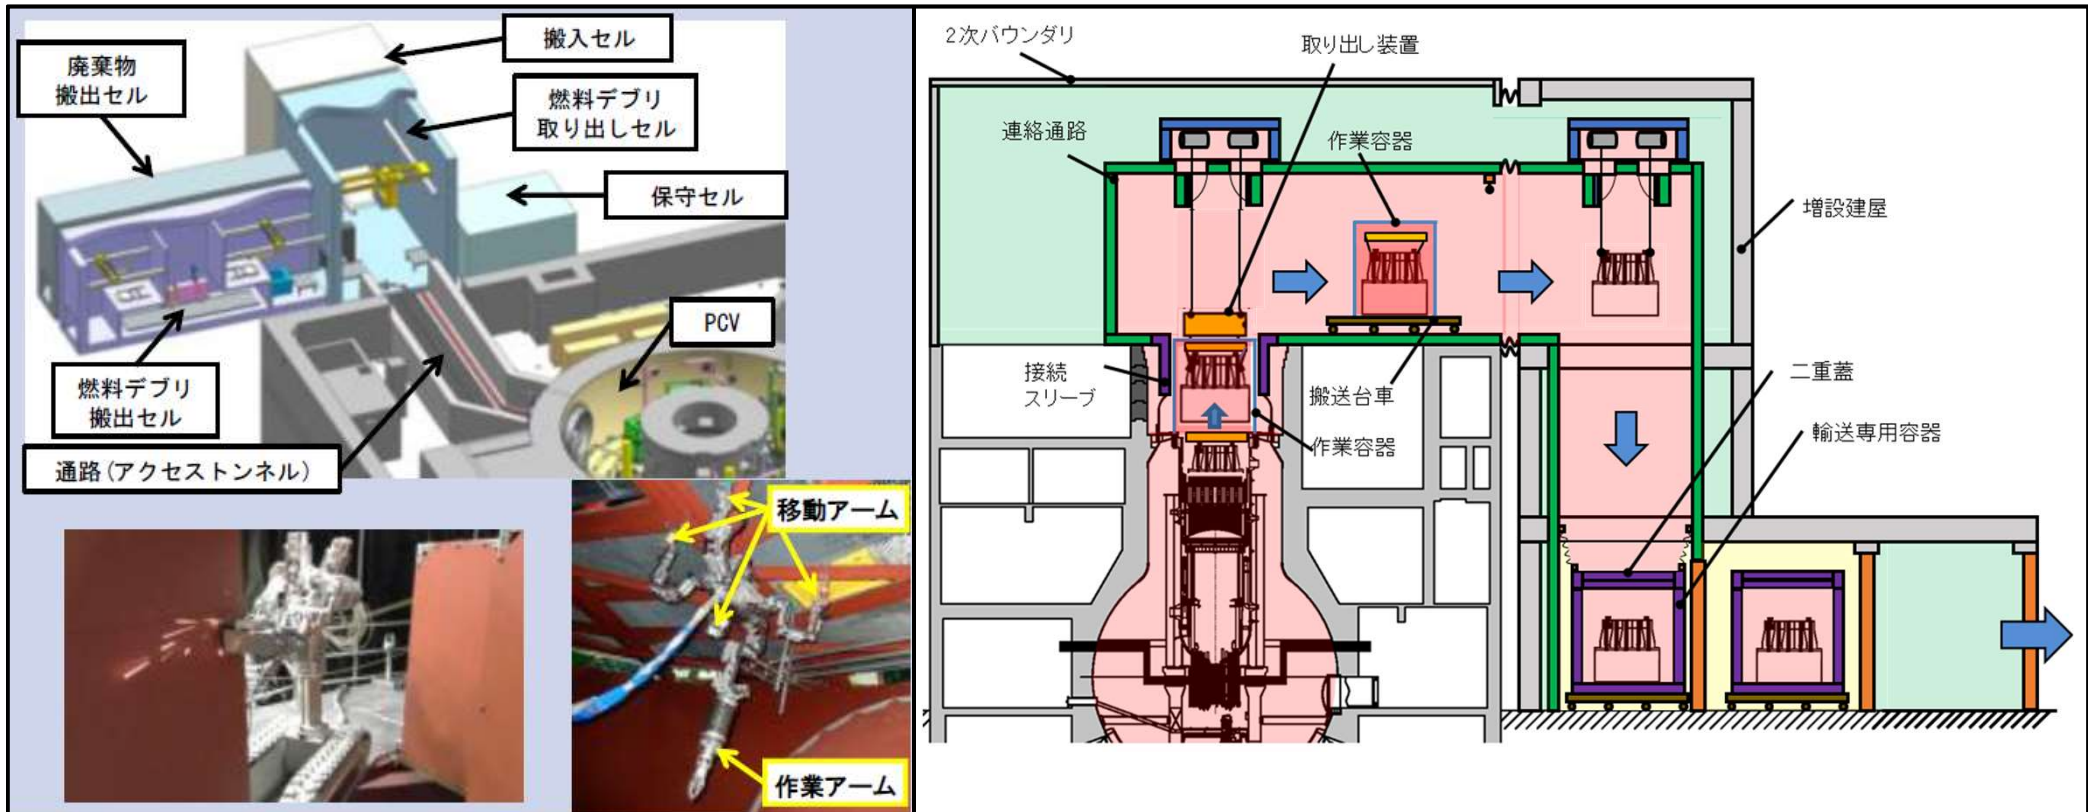 搬入セル
廃棄物
搬出セル
燃料デブリ
取り出しセル
保守セル
PCV
燃料デブリ
搬出セル
通路(アクセストンネル)
移動アーム
作業アーム
2次バウンダリ
取り出し装置
連絡通路
作業容器
増設建屋
接続
スリーブ
搬送台車
作業容器
二重蓋
輸送専用容器